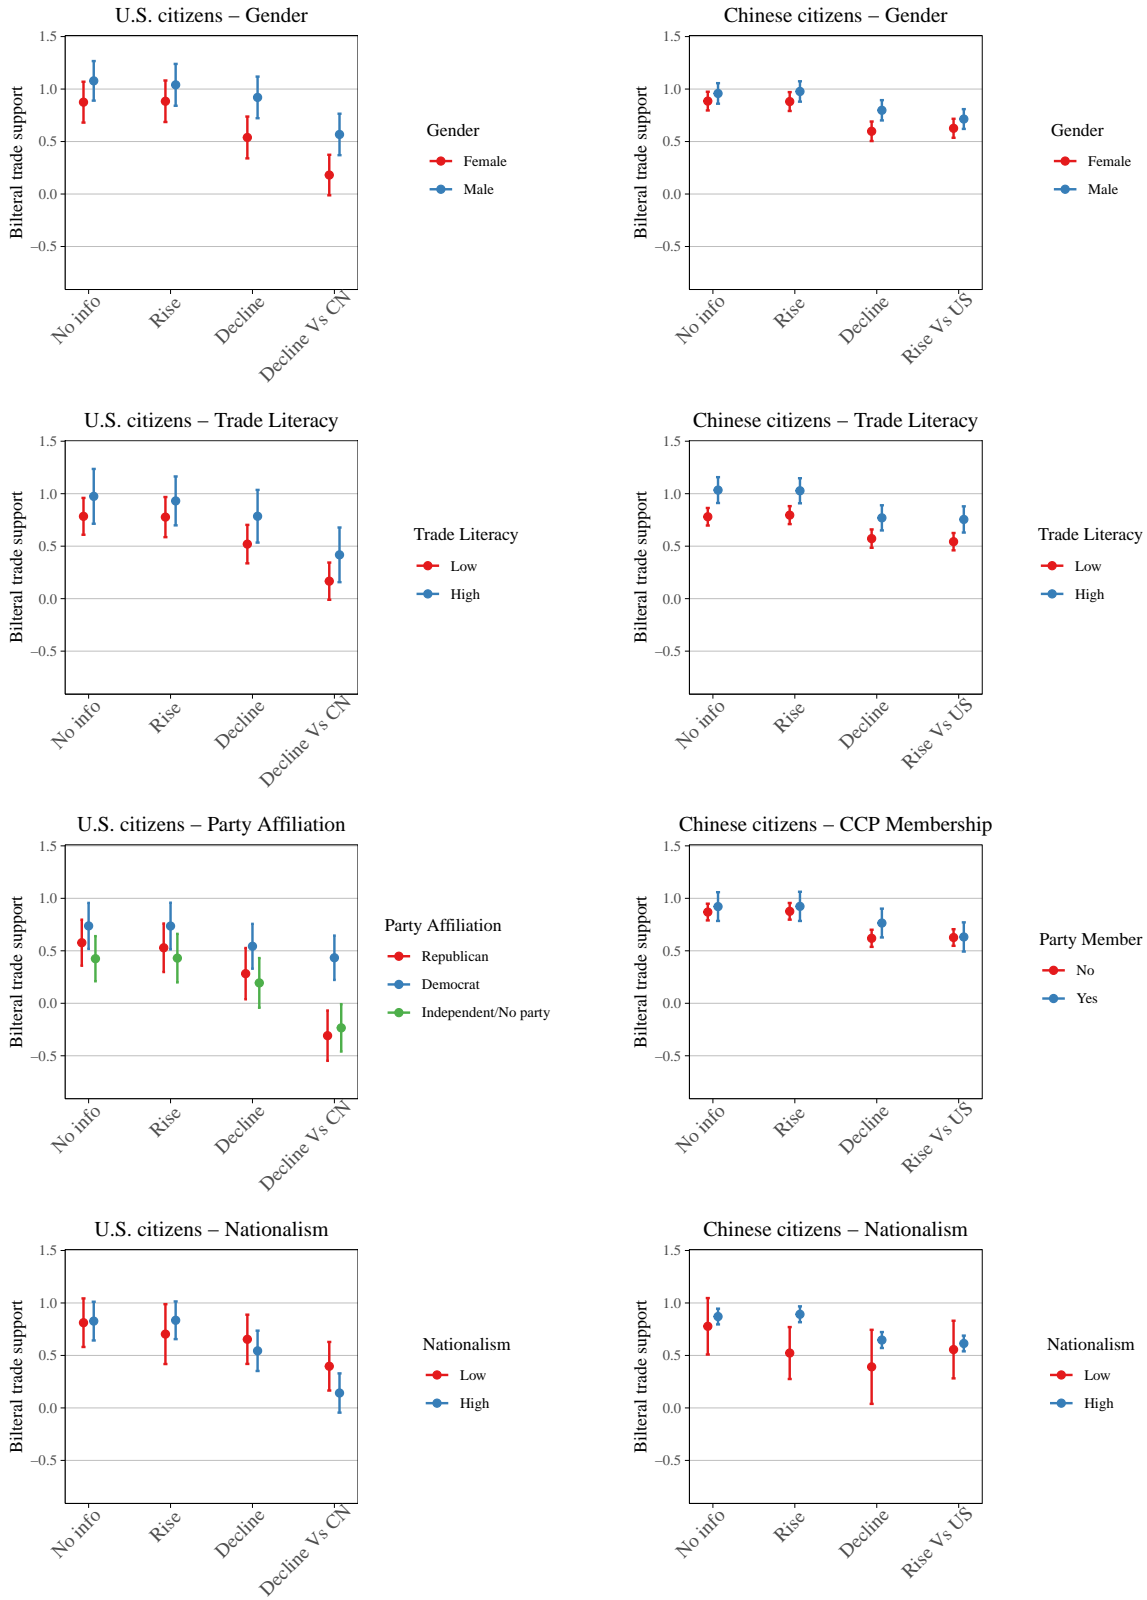 U.S. citizens – Gender
Bilteral trade support
1.5
1.0
0.5
0.0
–0.5
No info
Rise
Decline
Decline Vs CN
Gender
Female
Male
Chinese citizens – Gender
Bilteral trade support
1.5
1.0
0.5
0.0
–0.5
No info
Rise
Decline
Rise Vs US
Gender
Female
Male
U.S. citizens – Trade Literacy
Bilteral trade support
1.5
1.0
0.5
0.0
–0.5
No info
Rise
Decline
Decline Vs CN
Trade Literacy
Low
High
Chinese citizens – Trade Literacy
Bilteral trade support
1.5
1.0
0.5
0.0
–0.5
No info
Rise
Decline
Rise Vs US
Trade Literacy
Low
High
U.S. citizens – Party Affiliation
Bilteral trade support
1.5
1.0
0.5
0.0
–0.5
No info
Rise
Decline
Decline Vs CN
Party Affiliation
Republican
Democrat
Independent/No party
Chinese citizens – CCP Membership
Bilteral trade support
1.5
1.0
0.5
0.0
–0.5
No info
Rise
Decline
Rise Vs US
Party Member
No
Yes
U.S. citizens – Nationalism
Bilteral trade support
1.5
1.0
0.5
0.0
–0.5
No info
Rise
Decline
Decline Vs CN
Nationalism
Low
High
Chinese citizens – Nationalism
Bilteral trade support
1.5
1.0
0.5
0.0
–0.5
No info
Rise
Decline
Rise Vs US
Nationalism
Low
High